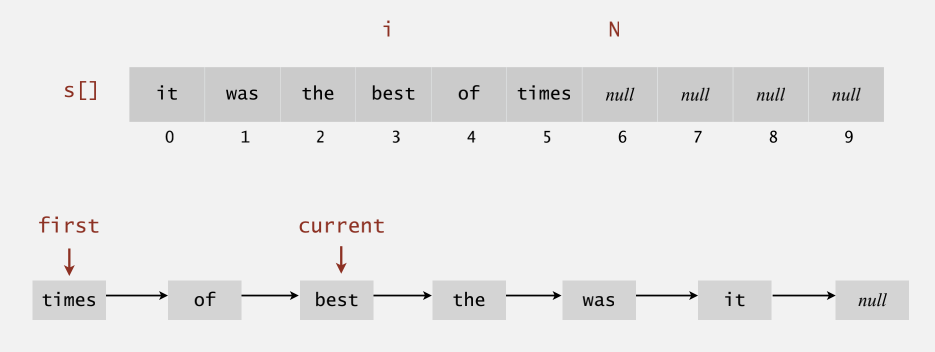 i N
s[] it was the best of times null null null null
0 1 2 3 4 5 6 7 8 9
first current
times of best the was it null